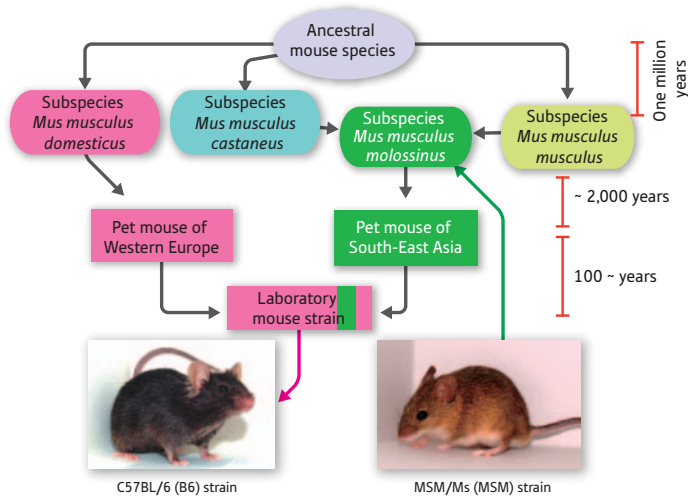 Ancestral
mouse species
One million
years
Subspecies
Mus musculus
domesticus
Subspecies
Mus musculus
castaneus
Subspecies
Mus musculus
molossinus
Subspecies
Mus musculus
musculus
~ 2,000 years
Pet mouse of
Western Europe
Pet mouse of
South-East Asia
100 ~ years
Laboratory
mouse strain
C57BL/6 (B6) strain
MSM/Ms (MSM) strain